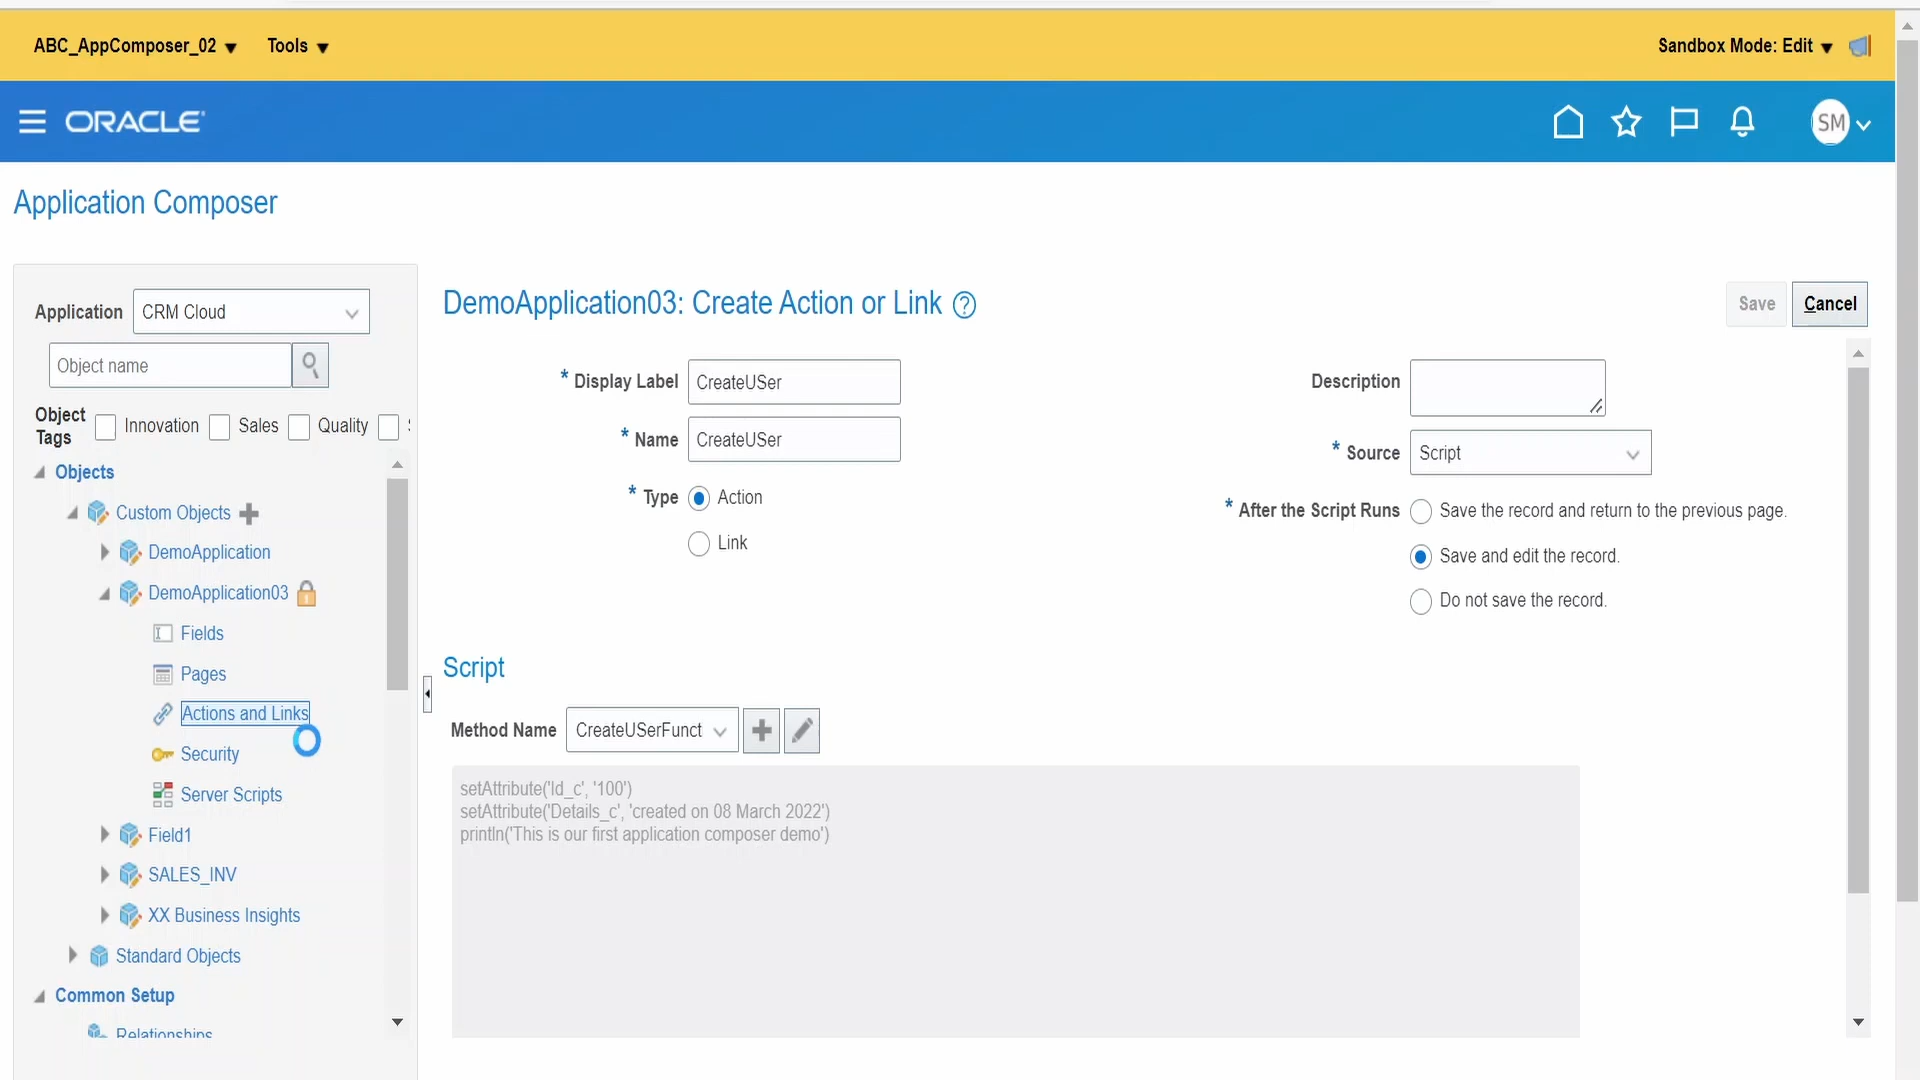 ABC_AppComposer_02 Tools Sandbox Mode: Edit
ORACLE SM
Application Composer
Application CRM Cloud
Object name
Object Tags Innovation Sales Quality
Objects
Custom Objects
DemoApplication
DemoApplication03
Fields
Pages
Actions and Links
Security
Server Scripts
Field1
SALES_INV
XX Business Insights
Standard Objects
Common Setup
Relationships
DemoApplication03: Create Action or Link ? Save Cancel
* Display Label CreateUSer
* Name CreateUSer
* Type Action
Link
Description
* Source Script
* After the Script Runs Save the record and return to the previous page.
Save and edit the record.
Do not save the record.
Script
Method Name CreateUSerFunct
setAttribute('Id_c', '100')
setAttribute('Details_c', 'created on 08 March 2022')
println('This is our first application composer demo')